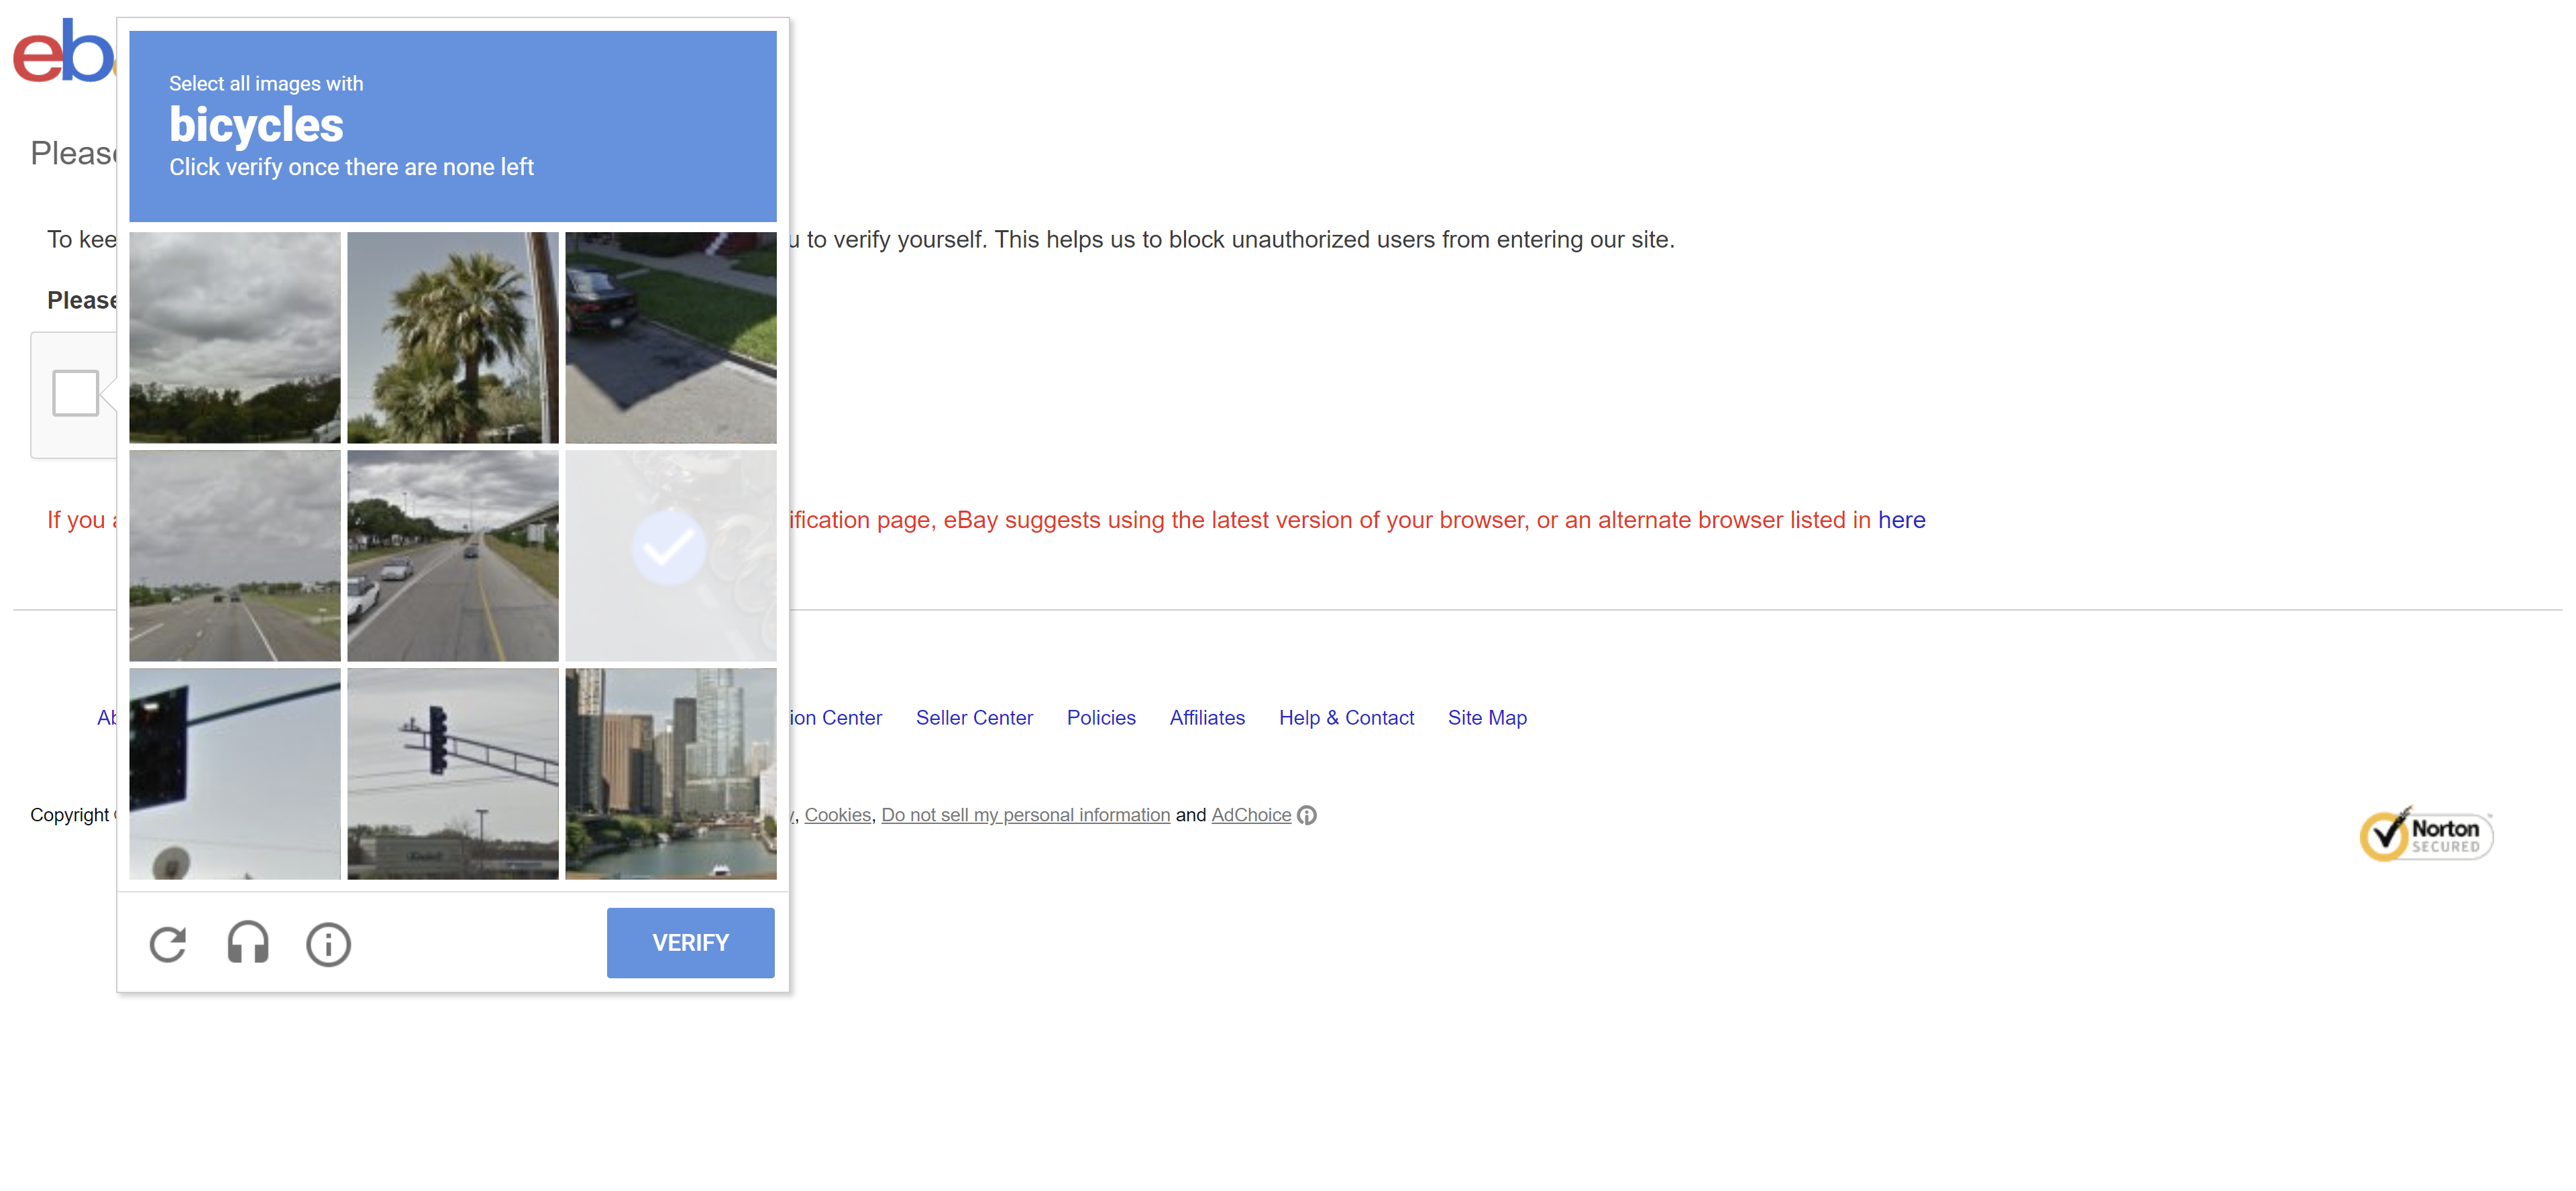 eb
Select all images with
bicycles
Click verify once there are none left
Please
To kee
u to verify yourself. This helps us to block unauthorized users from entering our site.
Please
If you a
ification page, eBay suggests using the latest version of your browser, or an alternate browser listed in here
Ab
ion Center Seller Center Policies Affiliates Help & Contact Site Map
Copyright
, Cookies, Do not sell my personal information and AdChoice
Norton
SECURED
VERIFY